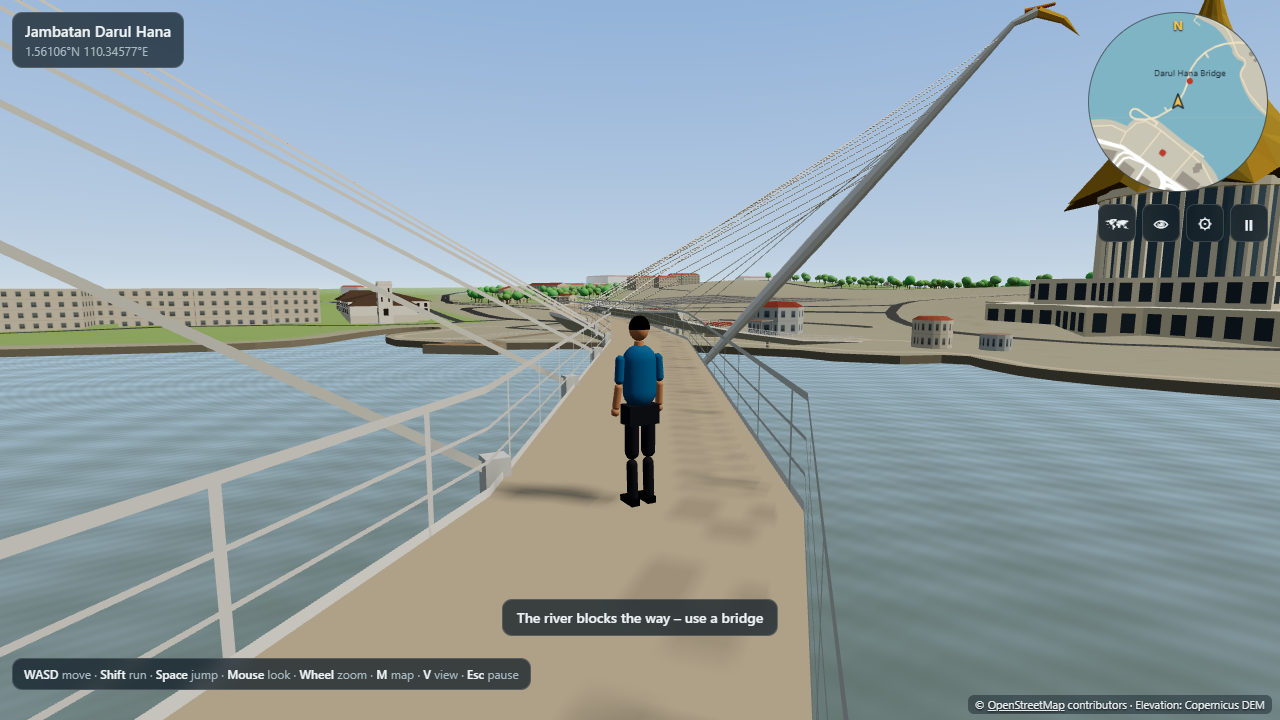 Jambatan Darul Hana
1.56106°N 110.34577°E
N
Darul Hana Bridge
The river blocks the way – use a bridge
WASD move · Shift run · Space jump · Mouse look · Wheel zoom · M map · V view · Esc pause
© OpenStreetMap contributors · Elevation: Copernicus DEM